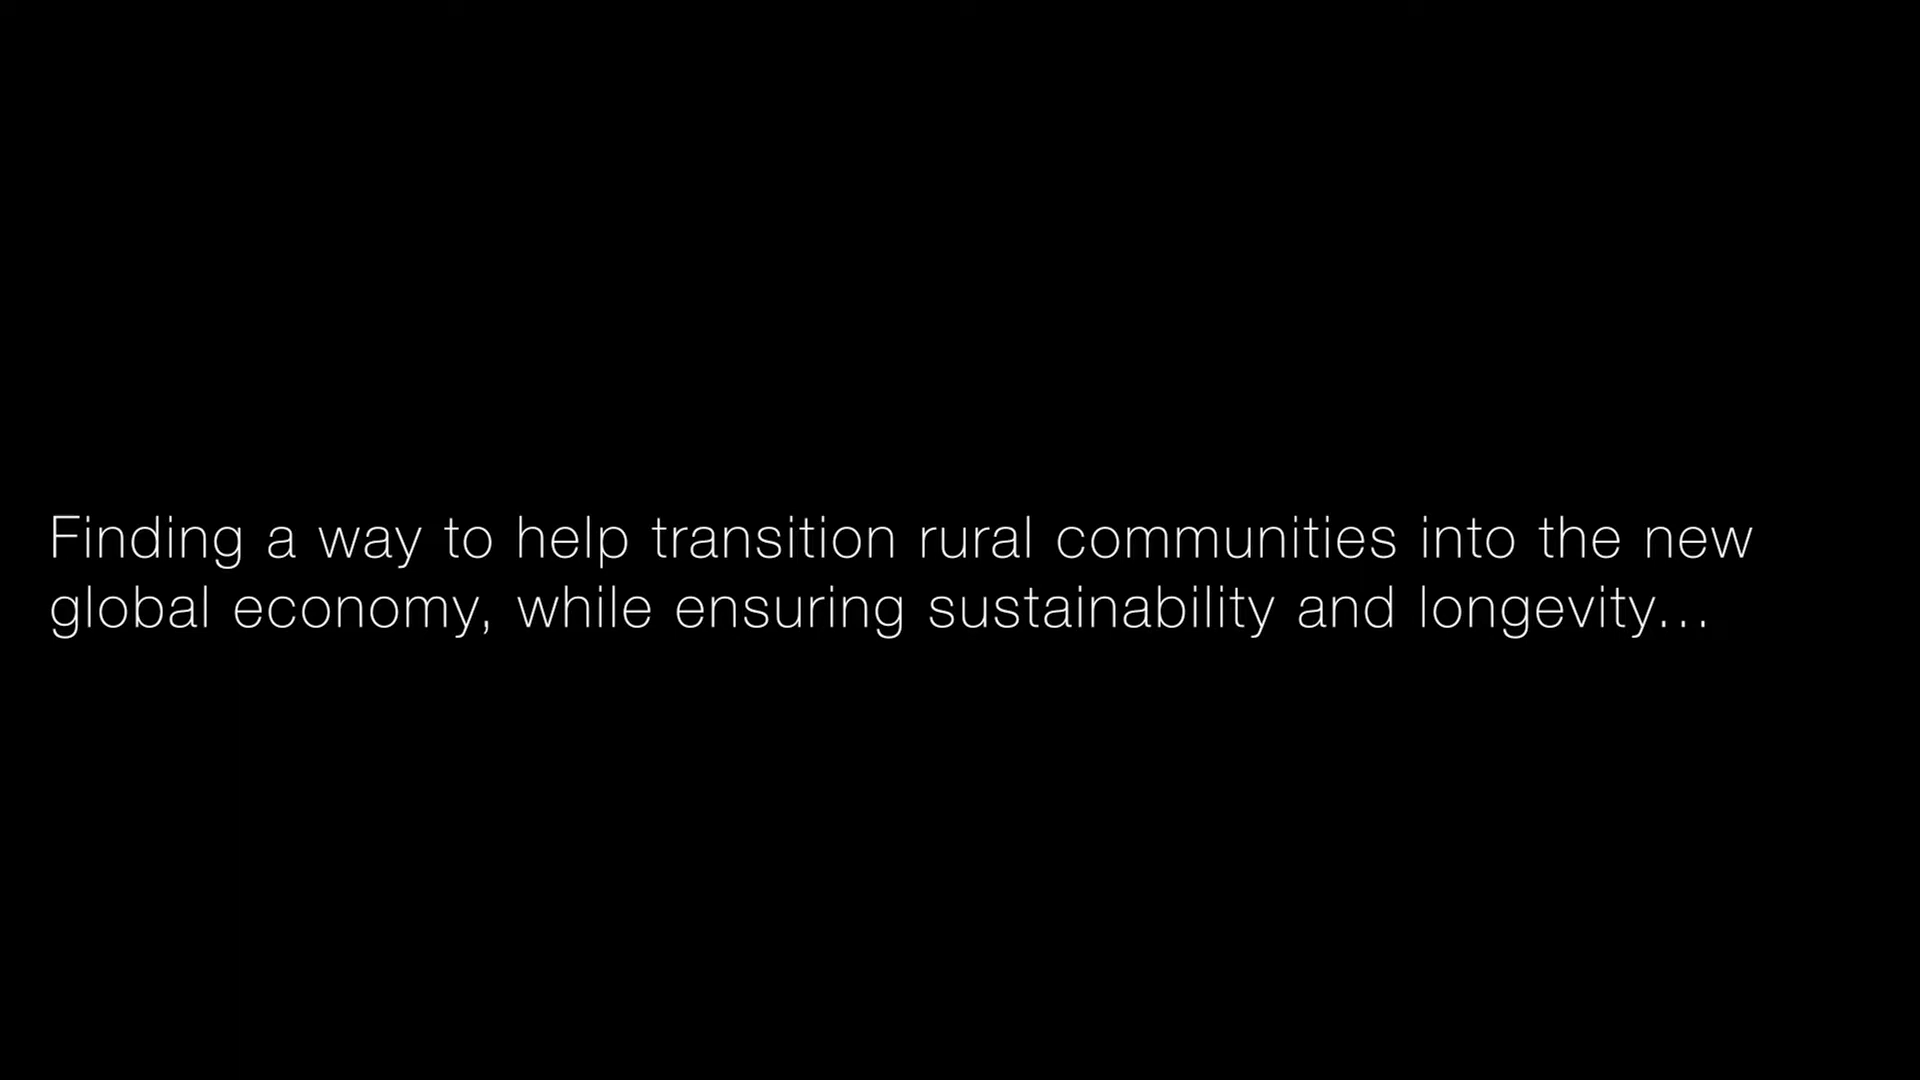 Finding a way to help transition rural communities into the new
global economy, while ensuring sustainability and longevity...